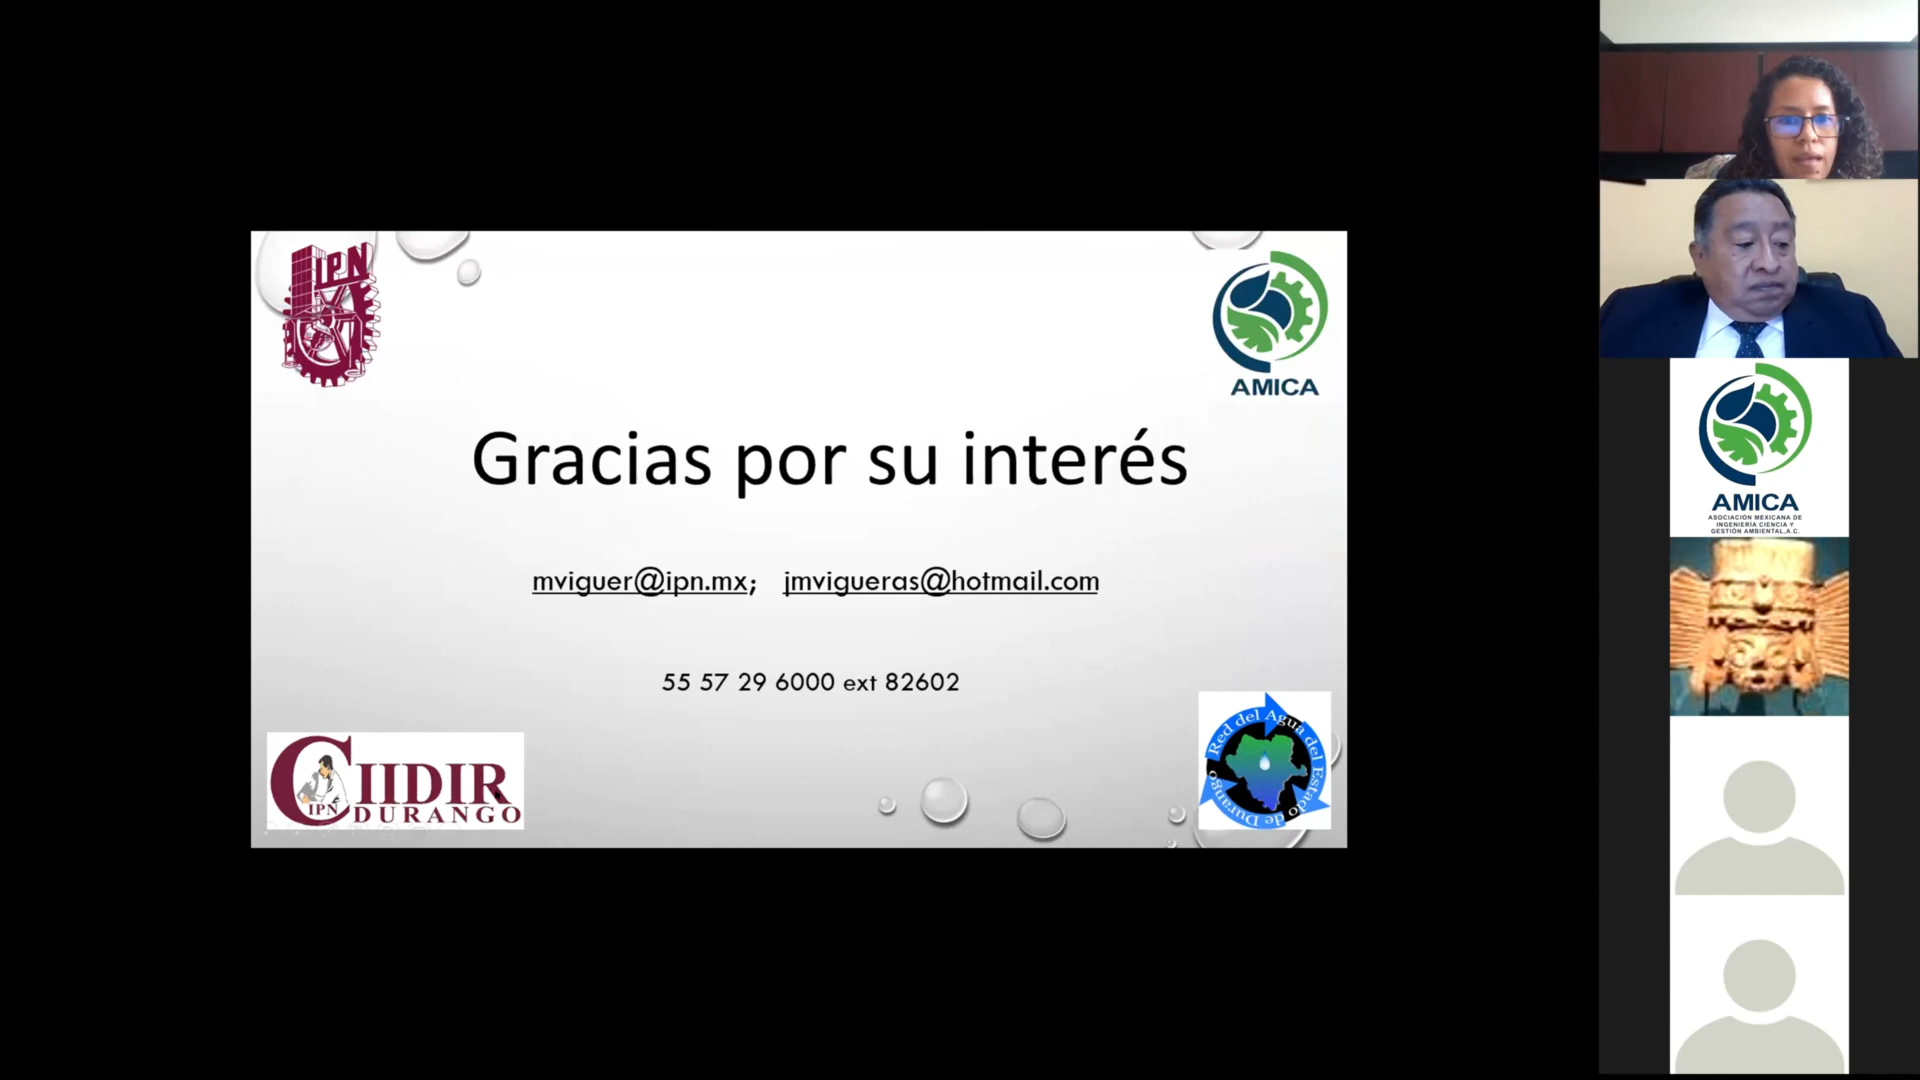 IPN
AMICA
Gracias por su interés
mviguer@ipn.mx; jmvigueras@hotmail.com
55 57 29 6000 ext 82602
CIIDIR
IPN
DURANGO
Red del Agua del Estado de Durango
AMICA
ASOCIACIÓN MEXICANA DE
INGENIERÍA CIENCIA Y
GESTIÓN AMBIENTAL,A.C.